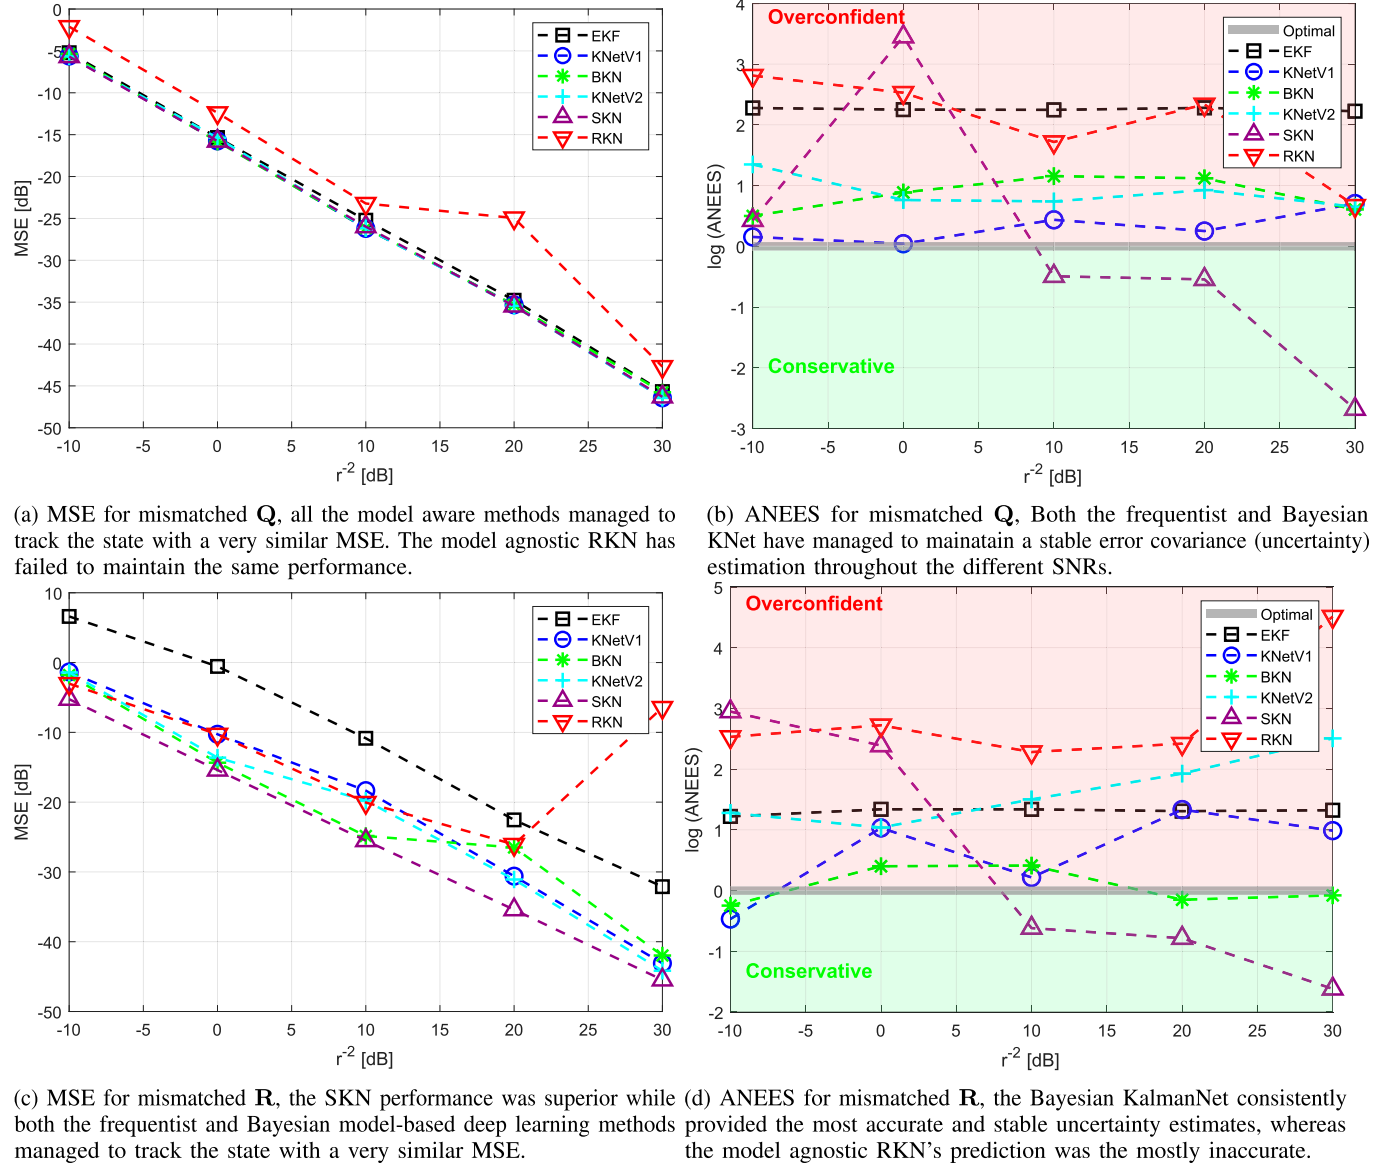 0
-5
-10
-15
-20
-25
-30
-35
-40
-45
-50
MSE [dB]
-10 -5 0 5 10 15 20 25 30
r-2 [dB]
EKF
KNetV1
BKN
KNetV2
SKN
RKN
4
3
2
1
0
-1
-2
-3
log (ANEES)
-10 -5 0 5 10 15 20 25 30
r-2 [dB]
Overconfident
Conservative
Optimal
EKF
KNetV1
BKN
KNetV2
SKN
RKN
(a) MSE for mismatched Q, all the model aware methods managed to
track the state with a very similar MSE. The model agnostic RKN has
failed to maintain the same performance.
(b) ANEES for mismatched Q, Both the frequentist and Bayesian
KNet have managed to mainatain a stable error covariance (uncertainty)
estimation throughout the different SNRs.
10
0
-10
-20
-30
-40
-50
MSE [dB]
-10 -5 0 5 10 15 20 25 30
r-2 [dB]
EKF
KNetV1
BKN
KNetV2
SKN
RKN
5
4
3
2
1
0
-1
-2
log (ANEES)
-10 -5 0 5 10 15 20 25 30
r-2 [dB]
Overconfident
Conservative
Optimal
EKF
KNetV1
BKN
KNetV2
SKN
RKN
(c) MSE for mismatched R, the SKN performance was superior while
both the frequentist and Bayesian model-based deep learning methods
managed to track the state with a very similar MSE.
(d) ANEES for mismatched R, the Bayesian KalmanNet consistently
provided the most accurate and stable uncertainty estimates, whereas
the model agnostic RKN's prediction was the mostly inaccurate.